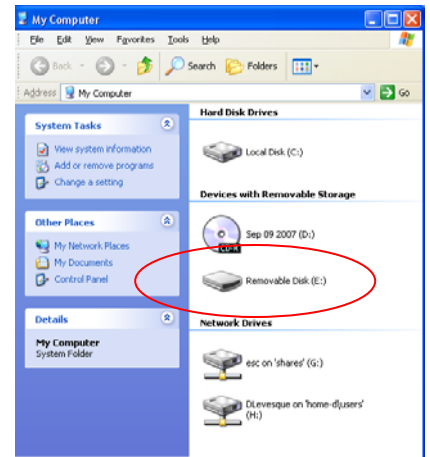 My Computer
File Edit View Favorites Tools Help
Back Search Folders
Address My Computer Go
System Tasks
View system information
Add or remove programs
Change a setting
Other Places
My Network Places
My Documents
Control Panel
Details
My Computer
System Folder
Hard Disk Drives
Local Disk (C:)
Devices with Removable Storage
CD-R
Sep 09 2007 (D:)
Removable Disk (E:)
Network Drives
esc on 'shares' (G:)
DLevesque on 'home-d\users'
(H:)